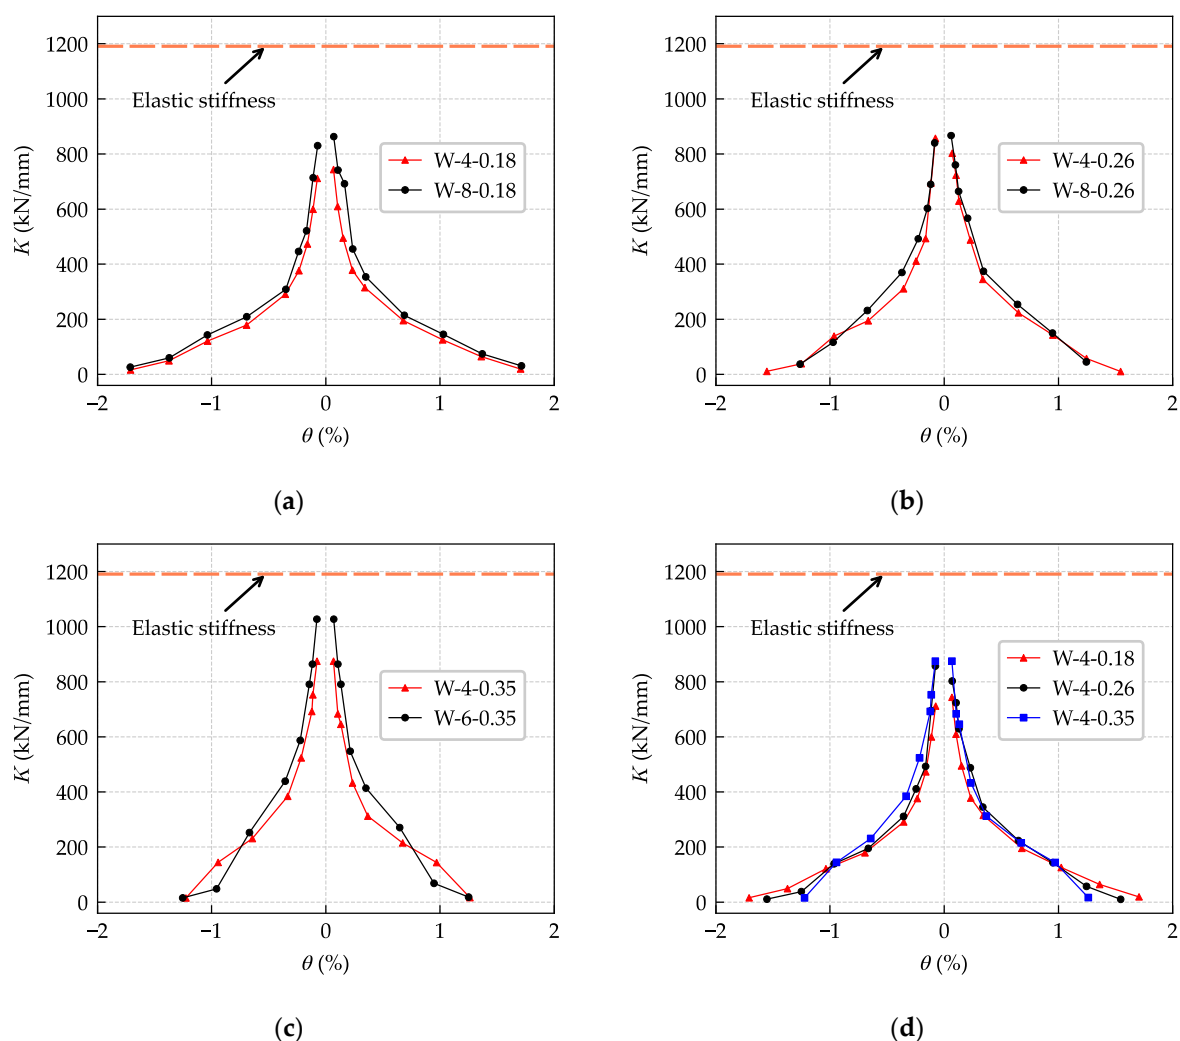 1200
1000
800
600
400
200
0
K (kN/mm)
Elastic stiffness
W-4-0.18
W-8-0.18
−2
−1
0
1
2
θ (%)
(a)
1200
1000
800
600
400
200
0
K (kN/mm)
Elastic stiffness
W-4-0.26
W-8-0.26
−2
−1
0
1
2
θ (%)
(b)
1200
1000
800
600
400
200
0
K (kN/mm)
Elastic stiffness
W-4-0.35
W-6-0.35
−2
−1
0
1
2
θ (%)
(c)
1200
1000
800
600
400
200
0
K (kN/mm)
Elastic stiffness
W-4-0.18
W-4-0.26
W-4-0.35
−2
−1
0
1
2
θ (%)
(d)